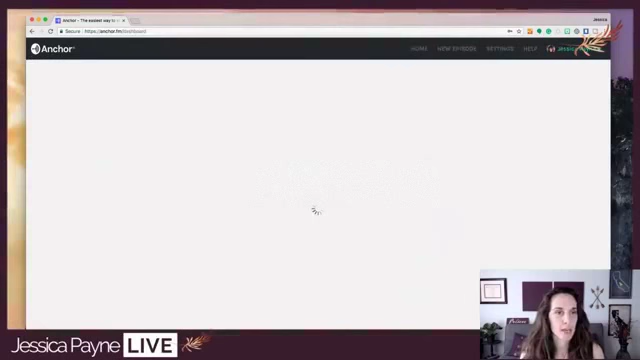 Anchor - The easiest way to
Jessica
Secure https://anchor.fm/dashboard
Anchor
HOME NEW EPISODE SETTINGS HELP
Jessica Payne LIVE